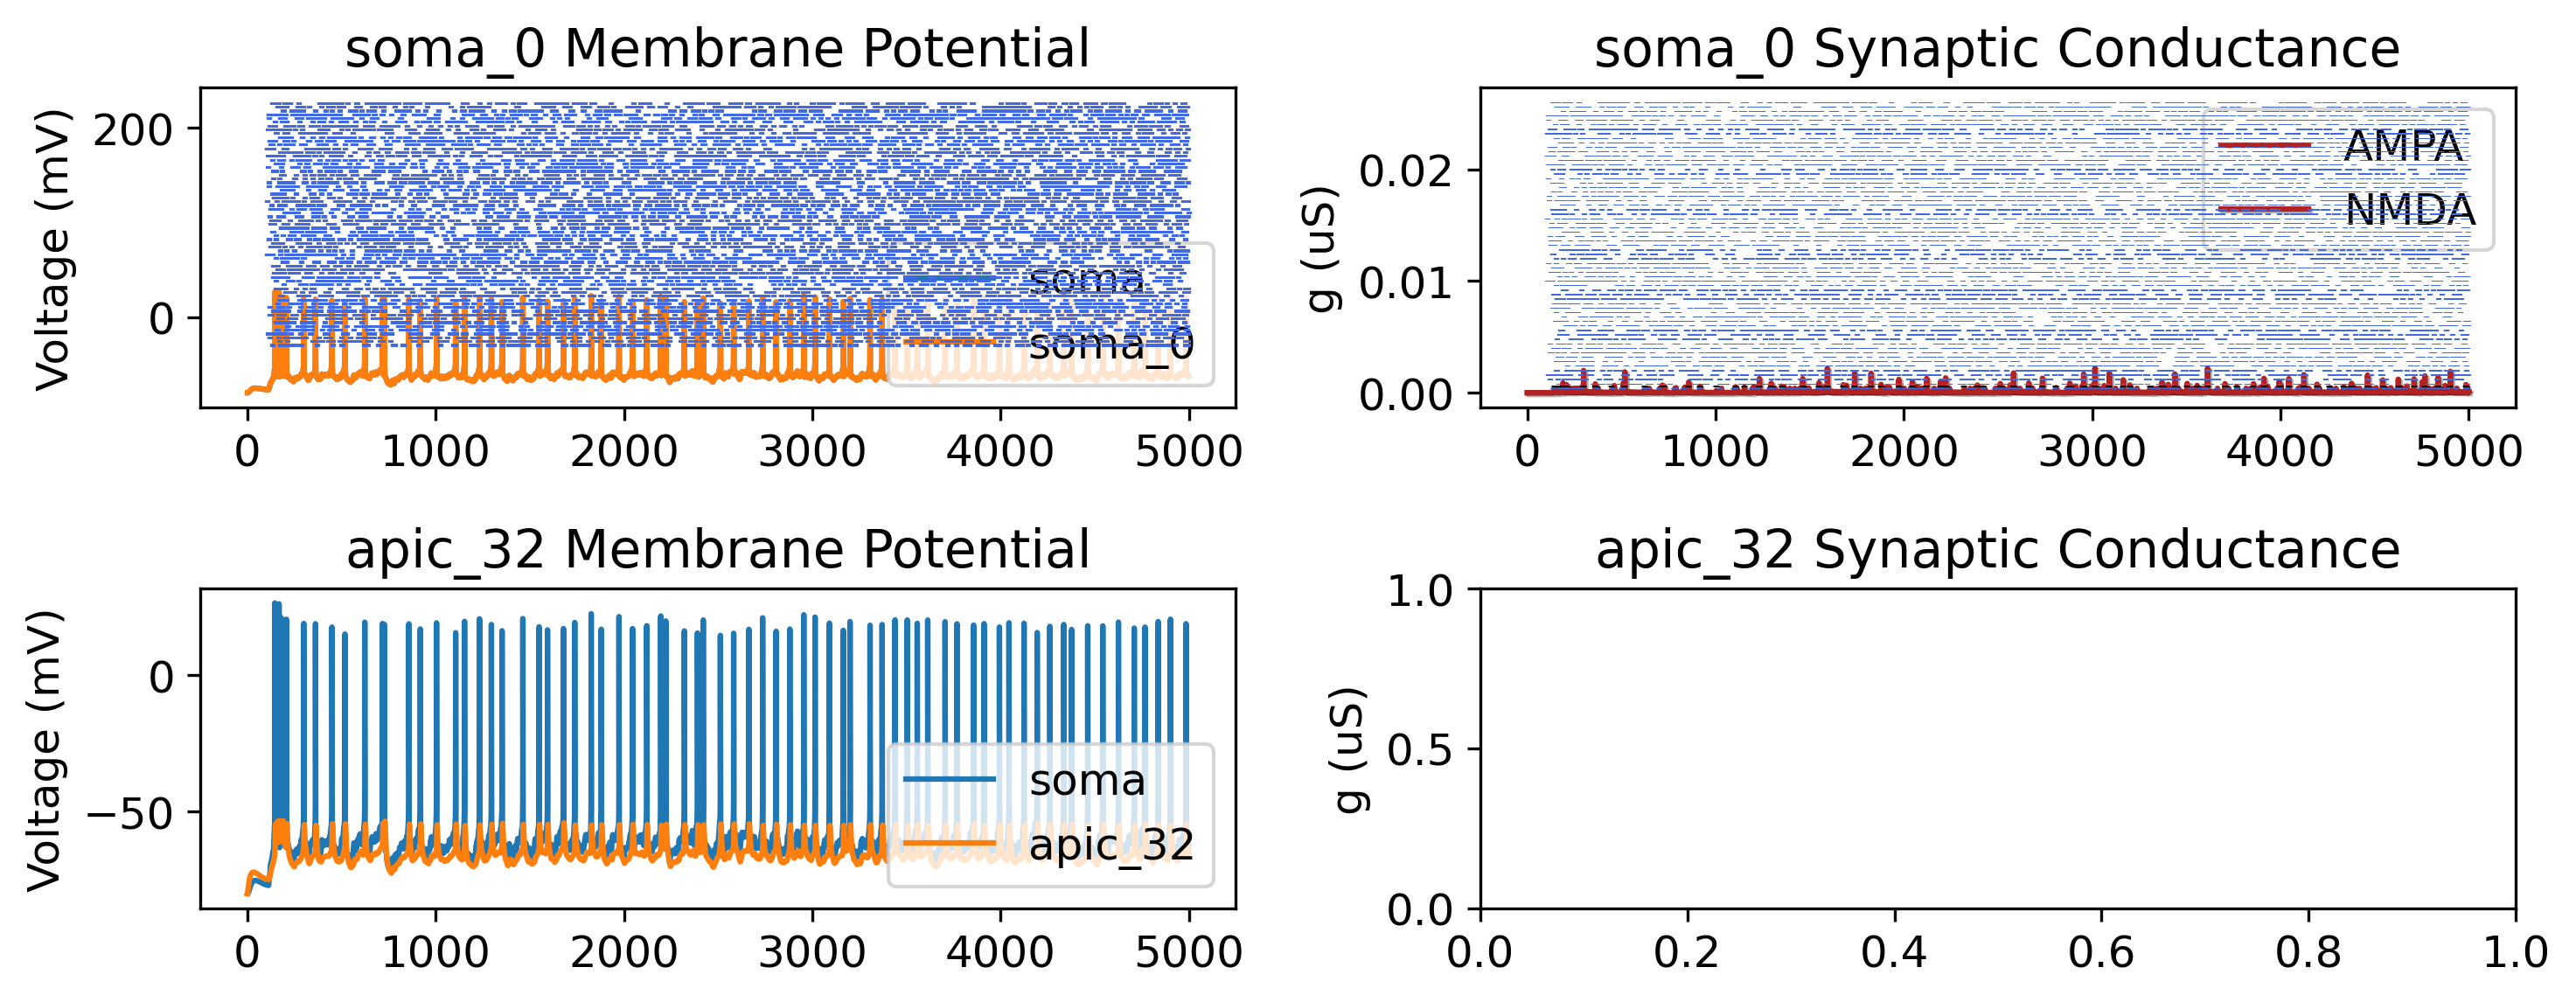 soma_0 Membrane Potential
Voltage (mV)
200
0
soma
soma_0
0 1000 2000 3000 4000 5000
soma_0 Synaptic Conductance
g (uS)
0.02
0.01
0.00
AMPA
NMDA
0 1000 2000 3000 4000 5000
apic_32 Membrane Potential
Voltage (mV)
0
−50
soma
apic_32
0 1000 2000 3000 4000 5000
apic_32 Synaptic Conductance
g (uS)
1.0
0.5
0.0
0.0 0.2 0.4 0.6 0.8 1.0